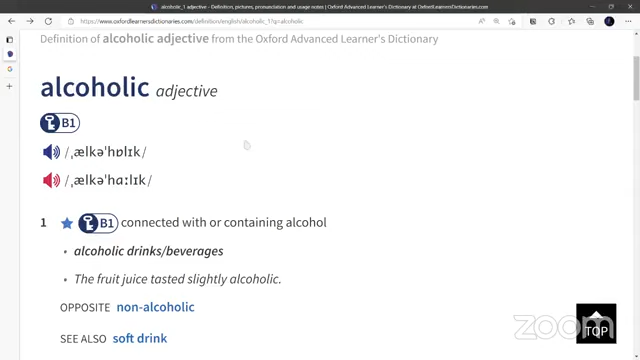 alcoholic_1 adjective - Definition, pictures, pronunciation and usage notes | Oxford Advanced Learner's Dictionary at OxfordLearnersDictionaries.com
https://www.oxfordlearnersdictionaries.com/definition/english/alcoholic_1?q=alcoholic
Definition of alcoholic adjective from the Oxford Advanced Learner's Dictionary
alcoholic adjective
B1
/ˌælkəˈhɒlɪk/
/ˌælkəˈhɑːlɪk/
1 B1 connected with or containing alcohol
• alcoholic drinks/beverages
• The fruit juice tasted slightly alcoholic.
OPPOSITE non-alcoholic
TOP
zoom
SEE ALSO soft drink